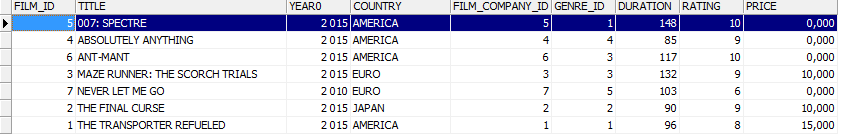 FILM_ID TITLE YEAR0 COUNTRY FILM_COMPANY_ID GENRE_ID DURATION RATING PRICE
5 007: SPECTRE 2 015 AMERICA 5 1 148 10 0,000
4 ABSOLUTELY ANYTHING 2 015 AMERICA 4 4 85 9 0,000
6 ANT-MANT 2 015 AMERICA 6 3 117 10 0,000
3 MAZE RUNNER: THE SCORCH TRIALS 2 015 EURO 3 3 132 9 10,000
7 NEVER LET ME GO 2 010 EURO 7 5 103 6 0,000
2 THE FINAL CURSE 2 015 JAPAN 2 2 90 9 10,000
1 THE TRANSPORTER REFUELED 2 015 AMERICA 1 1 96 8 15,000